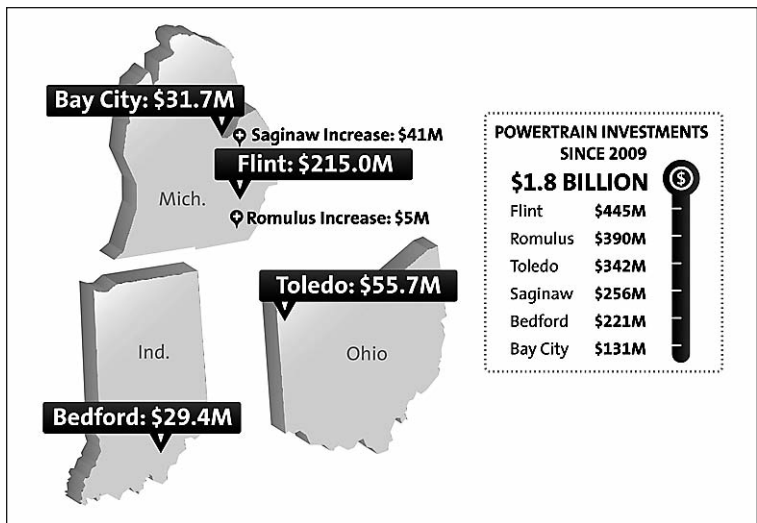 Bay City: $31.7M
Saginaw Increase: $41M
Flint: $215.0M
Mich.
Romulus Increase: $5M
Toledo: $55.7M
Ind.
Ohio
Bedford: $29.4M
POWERTRAIN INVESTMENTS
SINCE 2009
$1.8 BILLION
$
Flint $445M
Romulus $390M
Toledo $342M
Saginaw $256M
Bedford $221M
Bay City $131M